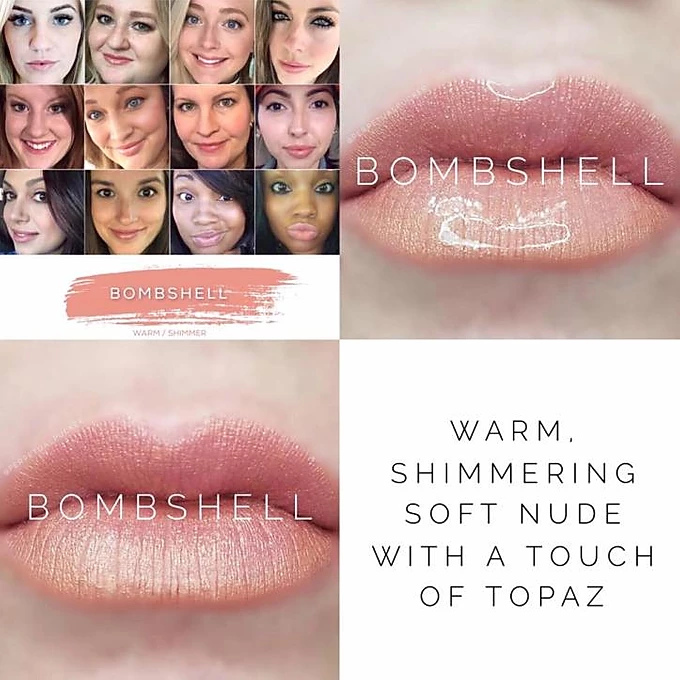 BOMBSHELL
WARM / SHIMMER
BOMBSHELL
BOMBSHELL
WARM,
SHIMMERING
SOFT NUDE
WITH A TOUCH
OF TOPAZ